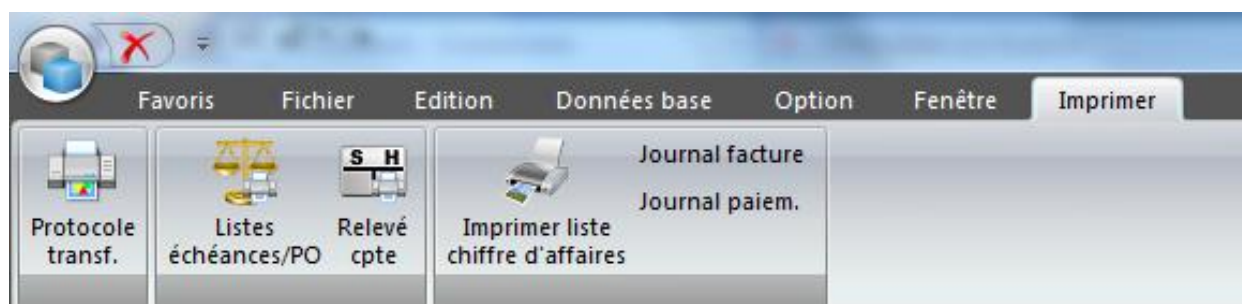 Favoris Fichier Edition Données base Option Fenêtre Imprimer
Protocole
transf.
Listes
échéances/PO
S H
Relevé
cpte
Imprimer liste
chiffre d'affaires
Journal facture
Journal paiem.